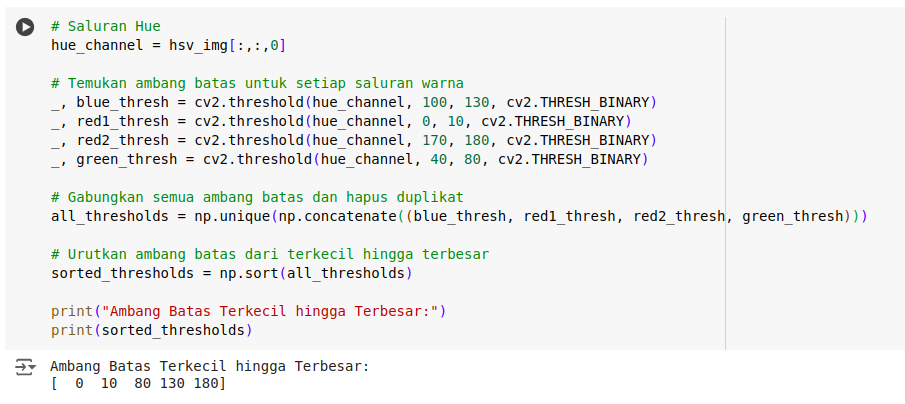 # Saluran Hue
hue_channel = hsv_img[:,:,0]
# Temukan ambang batas untuk setiap saluran warna
_, blue_thresh = cv2.threshold(hue_channel, 100, 130, cv2.THRESH_BINARY)
_, red1_thresh = cv2.threshold(hue_channel, 0, 10, cv2.THRESH_BINARY)
_, red2_thresh = cv2.threshold(hue_channel, 170, 180, cv2.THRESH_BINARY)
_, green_thresh = cv2.threshold(hue_channel, 40, 80, cv2.THRESH_BINARY)
# Gabungkan semua ambang batas dan hapus duplikat
all_thresholds = np.unique(np.concatenate((blue_thresh, red1_thresh, red2_thresh, green_thresh)))
# Urutkan ambang batas dari terkecil hingga terbesar
sorted_thresholds = np.sort(all_thresholds)
print("Ambang Batas Terkecil hingga Terbesar:")
print(sorted_thresholds)
Ambang Batas Terkecil hingga Terbesar:
[  0  10  80 130 180]